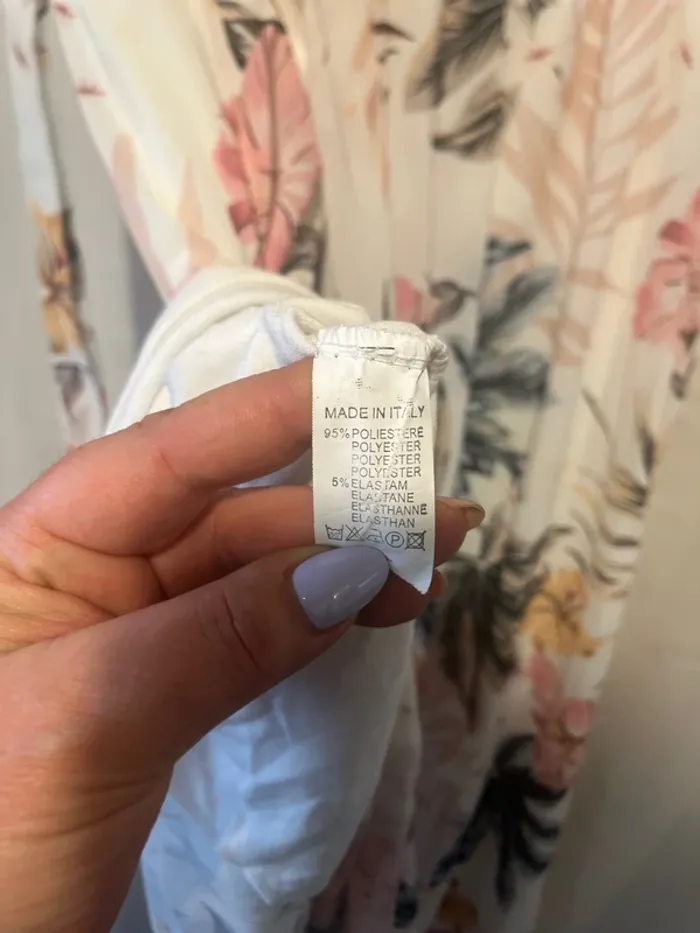 MADE IN ITALY
95% POLIESTERE
POLYESTER
POLYESTER
POLYESTER
5% ELASTAM
ELASTANE
ELASTHANNE
ELASTHAN
P